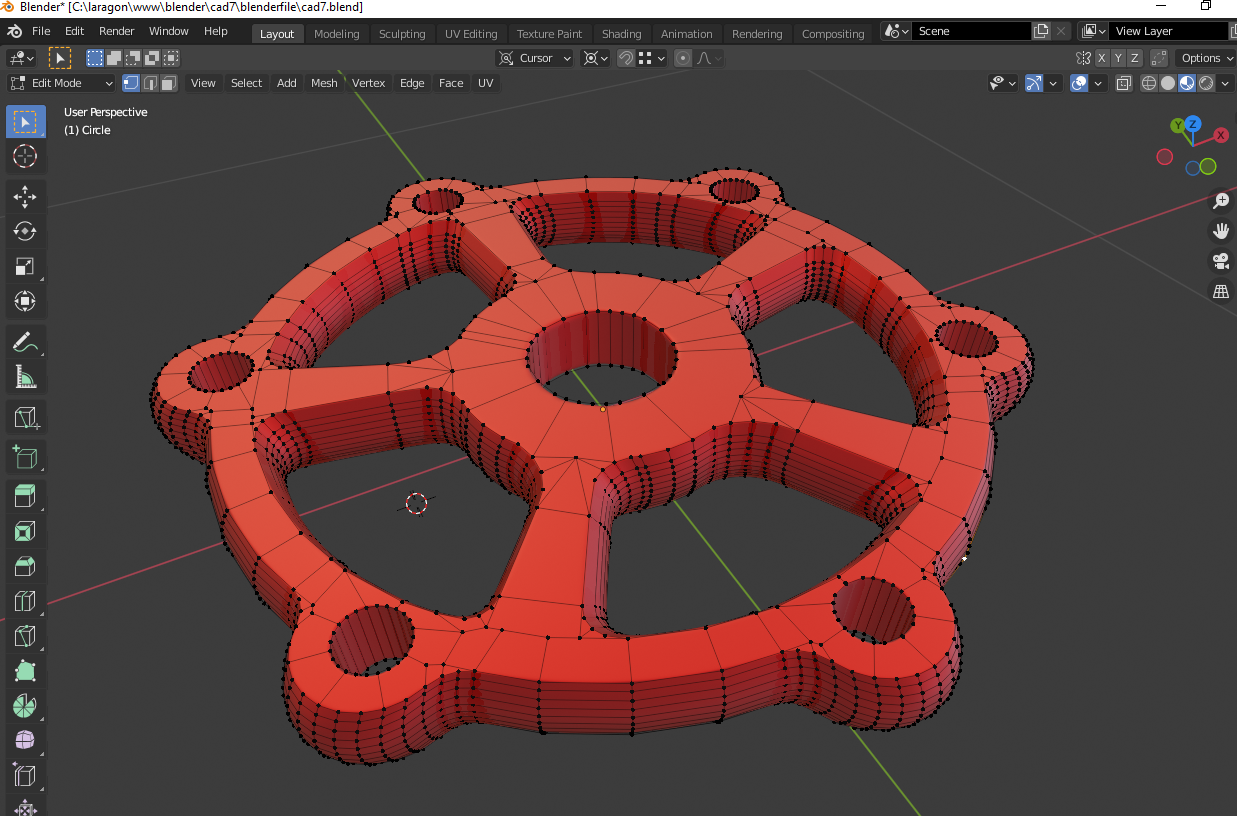 Blender* [C:\laragon\www\blender\cad7\blenderfile\cad7.blend]
File Edit Render Window Help Layout Modeling Sculpting UV Editing Texture Paint Shading Animation Rendering Compositing Scene View Layer
Cursor X Y Z Options
Edit Mode View Select Add Mesh Vertex Edge Face UV
User Perspective
(1) Circle
Y Z X